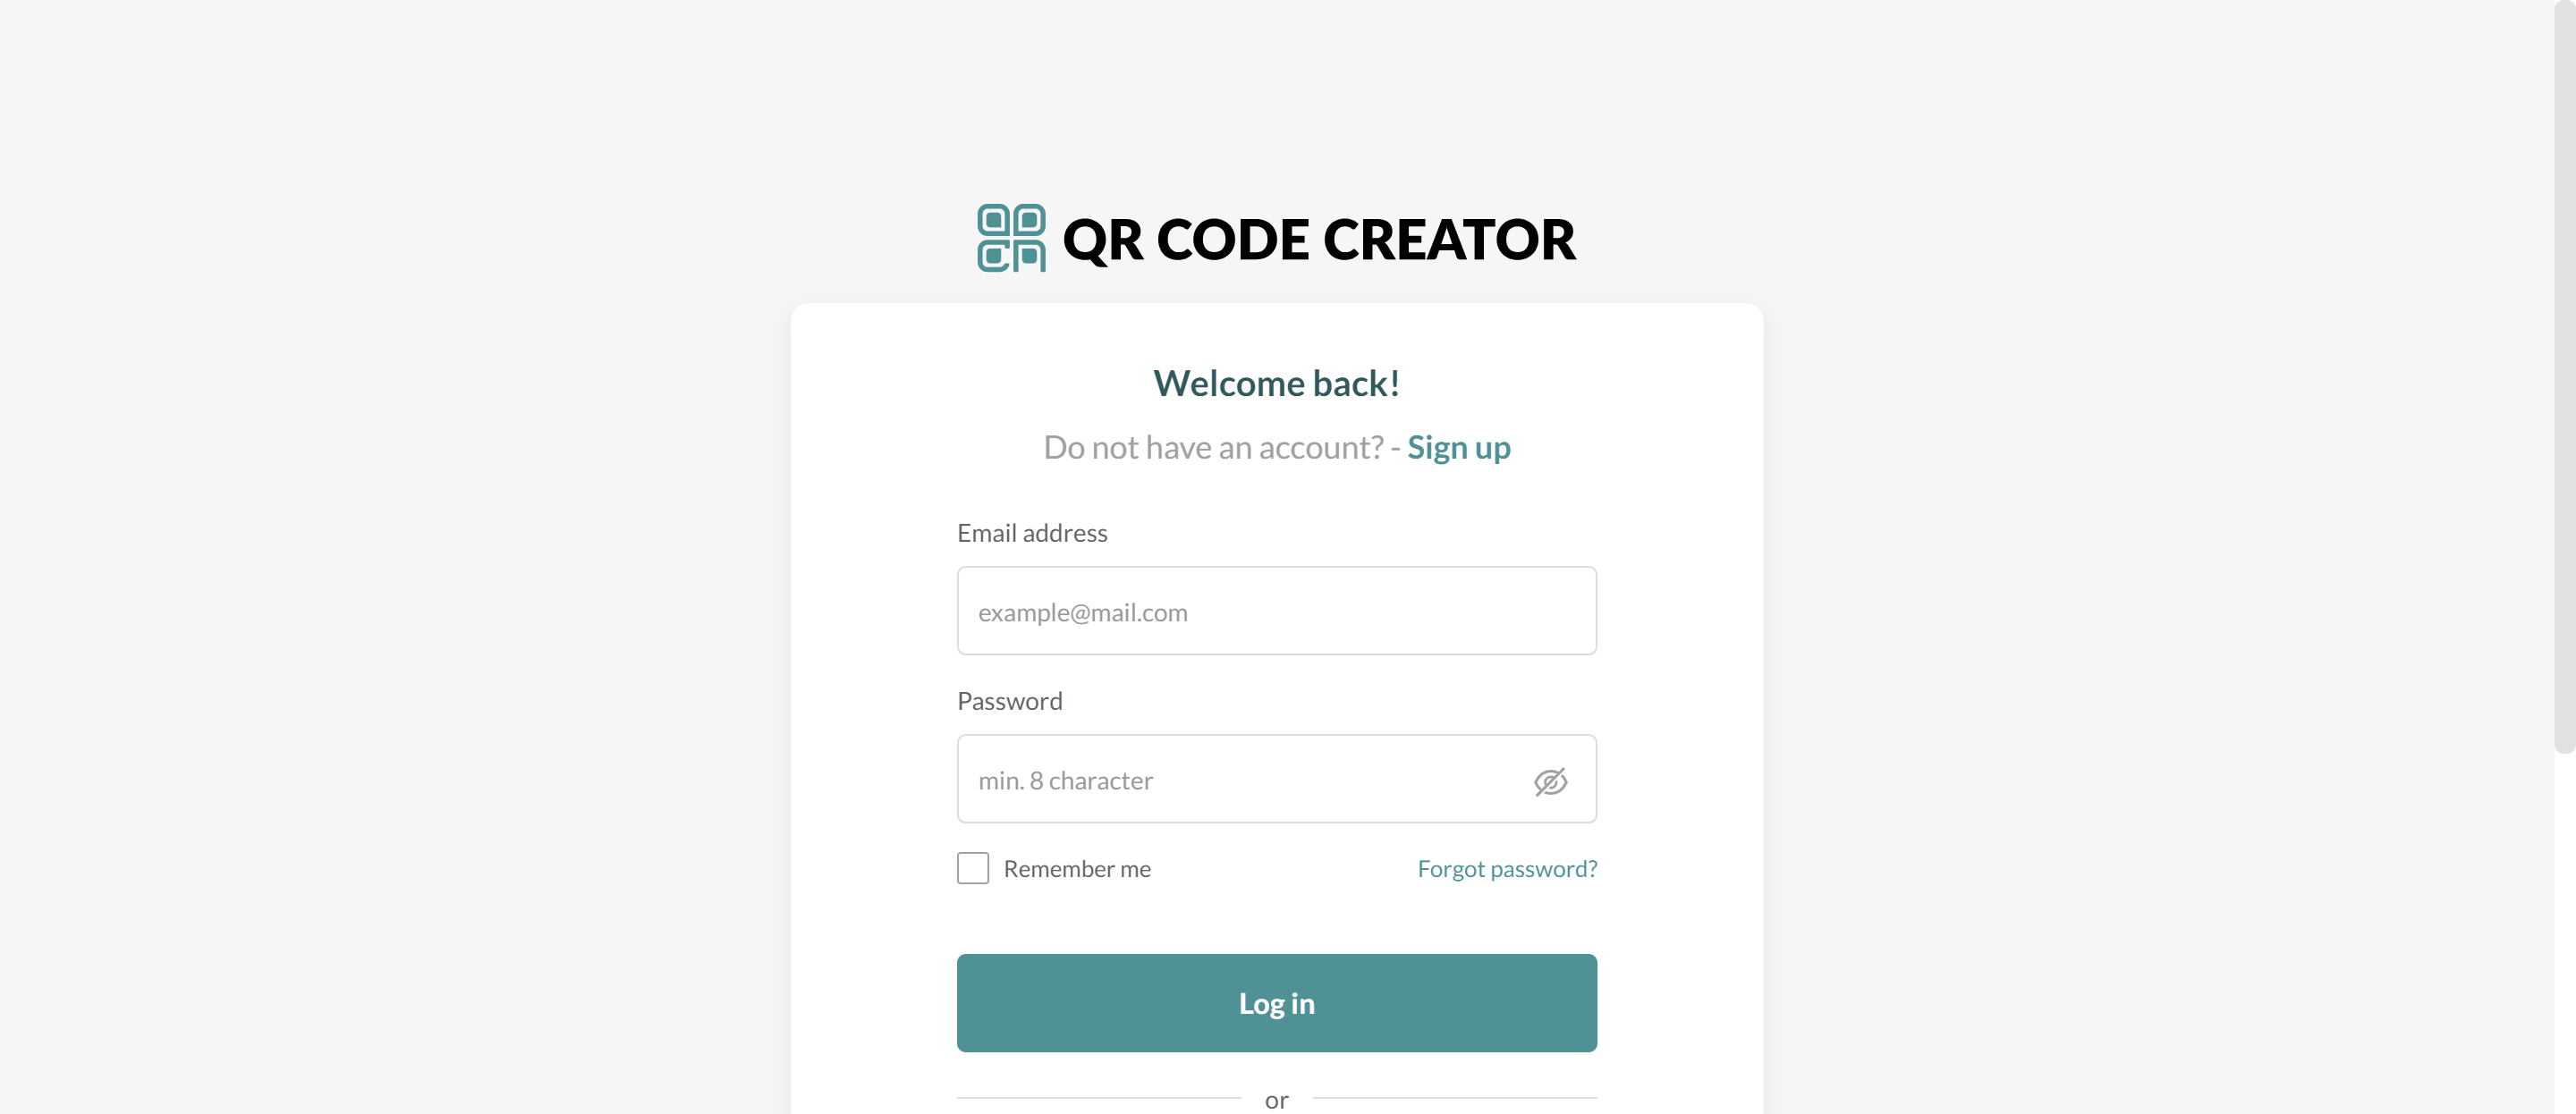 QR CODE CREATOR
Welcome back!
Do not have an account? - Sign up
Email address
example@mail.com
Password
min. 8 character
Remember me
Forgot password?
Log in
or